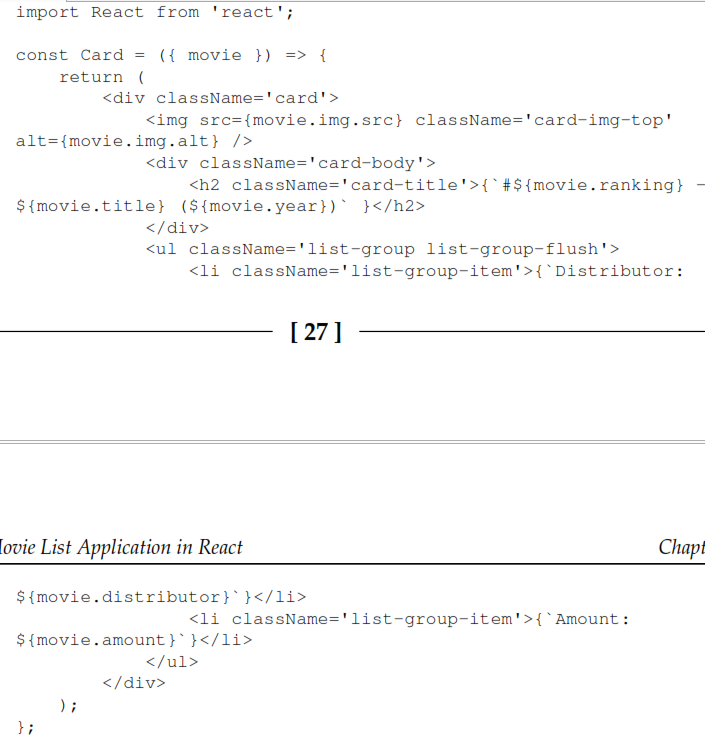 import React from 'react';
const Card = ({ movie }) => {
    return (
        <div className='card'>
            <img src={movie.img.src} className='card-img-top'
alt={movie.img.alt} />
            <div className='card-body'>
                <h2 className='card-title'>{`#${movie.ranking} -
${movie.title} (${movie.year})` }</h2>
            </div>
            <ul className='list-group list-group-flush'>
                <li className='list-group-item'>{`Distributor:
[ 27 ]
ovie List Application in React Chapt
${movie.distributor}`}</li>
                <li className='list-group-item'>{`Amount:
${movie.amount}`}</li>
            </ul>
        </div>
    );
};